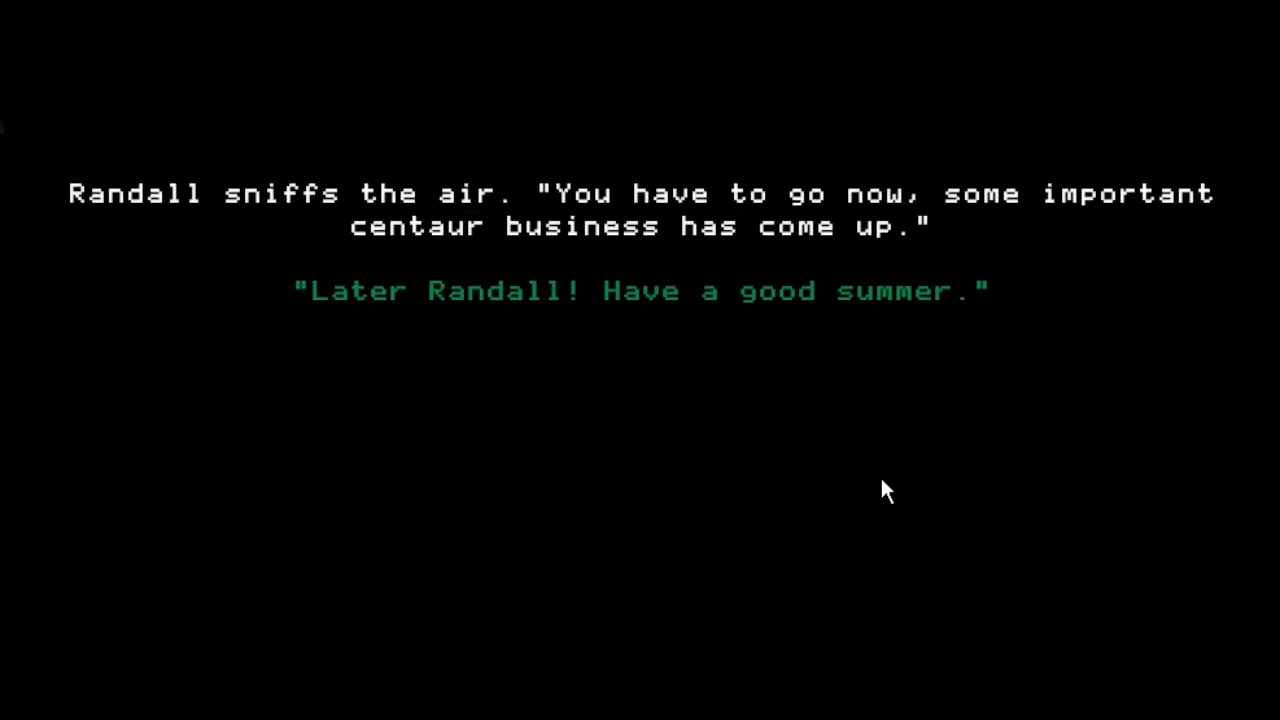 Randall sniffs the air. "You have to go now, some important
centaur business has come up."
"Later Randall! Have a good summer."